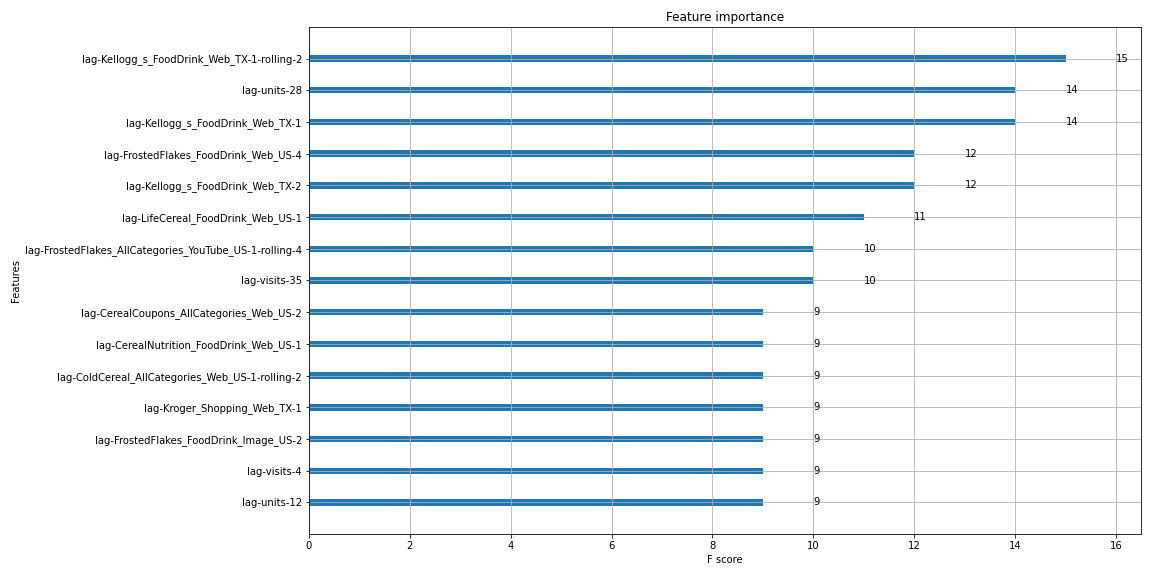 Feature importance
lag-Kellogg_s_FoodDrink_Web_TX-1-rolling-2 15
lag-units-28 14
lag-Kellogg_s_FoodDrink_Web_TX-1 14
lag-FrostedFlakes_FoodDrink_Web_US-4 12
lag-Kellogg_s_FoodDrink_Web_TX-2 12
lag-LifeCereal_FoodDrink_Web_US-1 11
lag-FrostedFlakes_AllCategories_YouTube_US-1-rolling-4 10
lag-visits-35 10
lag-CerealCoupons_AllCategories_Web_US-2 9
lag-CerealNutrition_FoodDrink_Web_US-1 9
lag-ColdCereal_AllCategories_Web_US-1-rolling-2 9
lag-Kroger_Shopping_Web_TX-1 9
lag-FrostedFlakes_FoodDrink_Image_US-2 9
lag-visits-4 9
lag-units-12 9
Features
0 2 4 6 8 10 12 14 16
F score